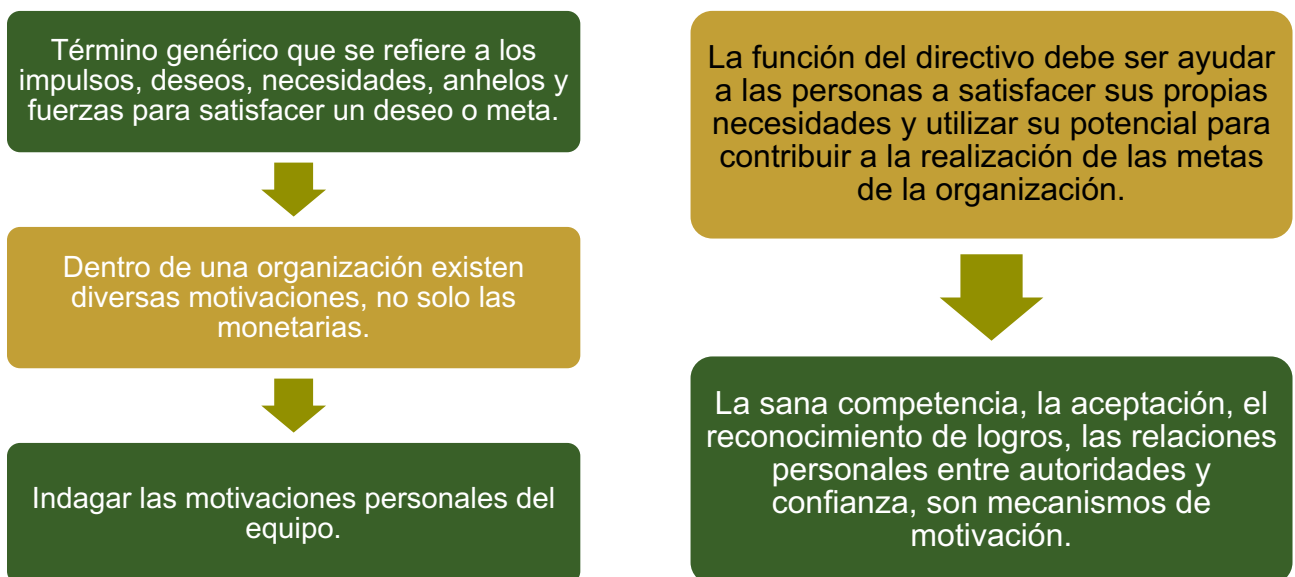 Término genérico que se refiere a los
impulsos, deseos, necesidades, anhelos y
fuerzas para satisfacer un deseo o meta.
Dentro de una organización existen
diversas motivaciones, no solo las
monetarias.
Indagar las motivaciones personales del
equipo.
La función del directivo debe ser ayudar
a las personas a satisfacer sus propias
necesidades y utilizar su potencial para
contribuir a la realización de las metas
de la organización.
La sana competencia, la aceptación, el
reconocimiento de logros, las relaciones
personales entre autoridades y
confianza, son mecanismos de
motivación.